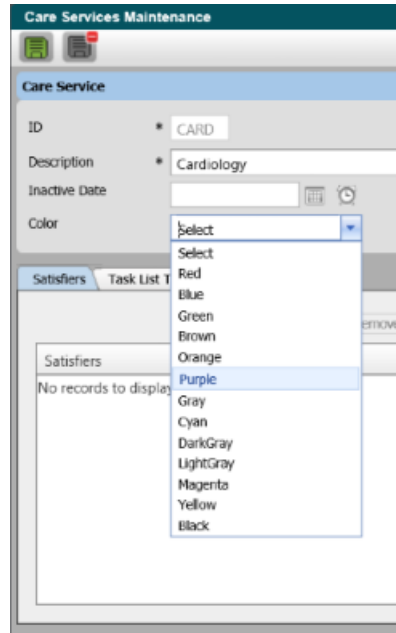 Care Services Maintenance
Care Service
ID * CARD
Description * Cardiology
Inactive Date
Color Select
Select
Red
Blue
Green
Brown
Orange
Purple
Gray
Cyan
DarkGray
LightGray
Magenta
Yellow
Black
Satisfiers Task List T
emove
Satisfiers
No records to display